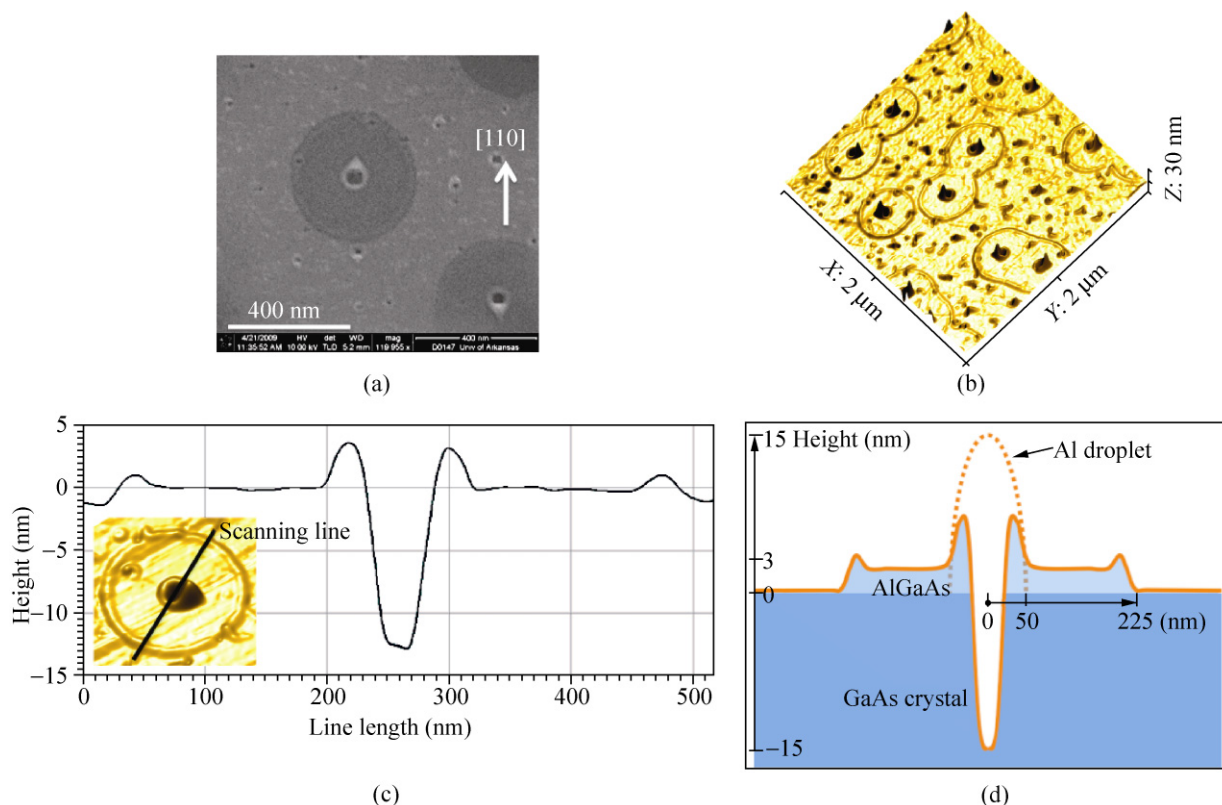 [110]
400 nm
4/21/2009 HV det WD mag 400 nm
11:35:52 AM 10.00 kV TLD 5.2 mm 119 955 x D0147 Univ of Arkansas
(a)
Z: 30 nm
X: 2 μm
Y: 2 μm
(b)
Height (nm)
5
0
−5
−10
−15
Scanning line
0 100 200 300 400 500
Line length (nm)
(c)
15 Height (nm)
Al droplet
3
0
AlGaAs
0 50 225 (nm)
GaAs crystal
−15
(d)